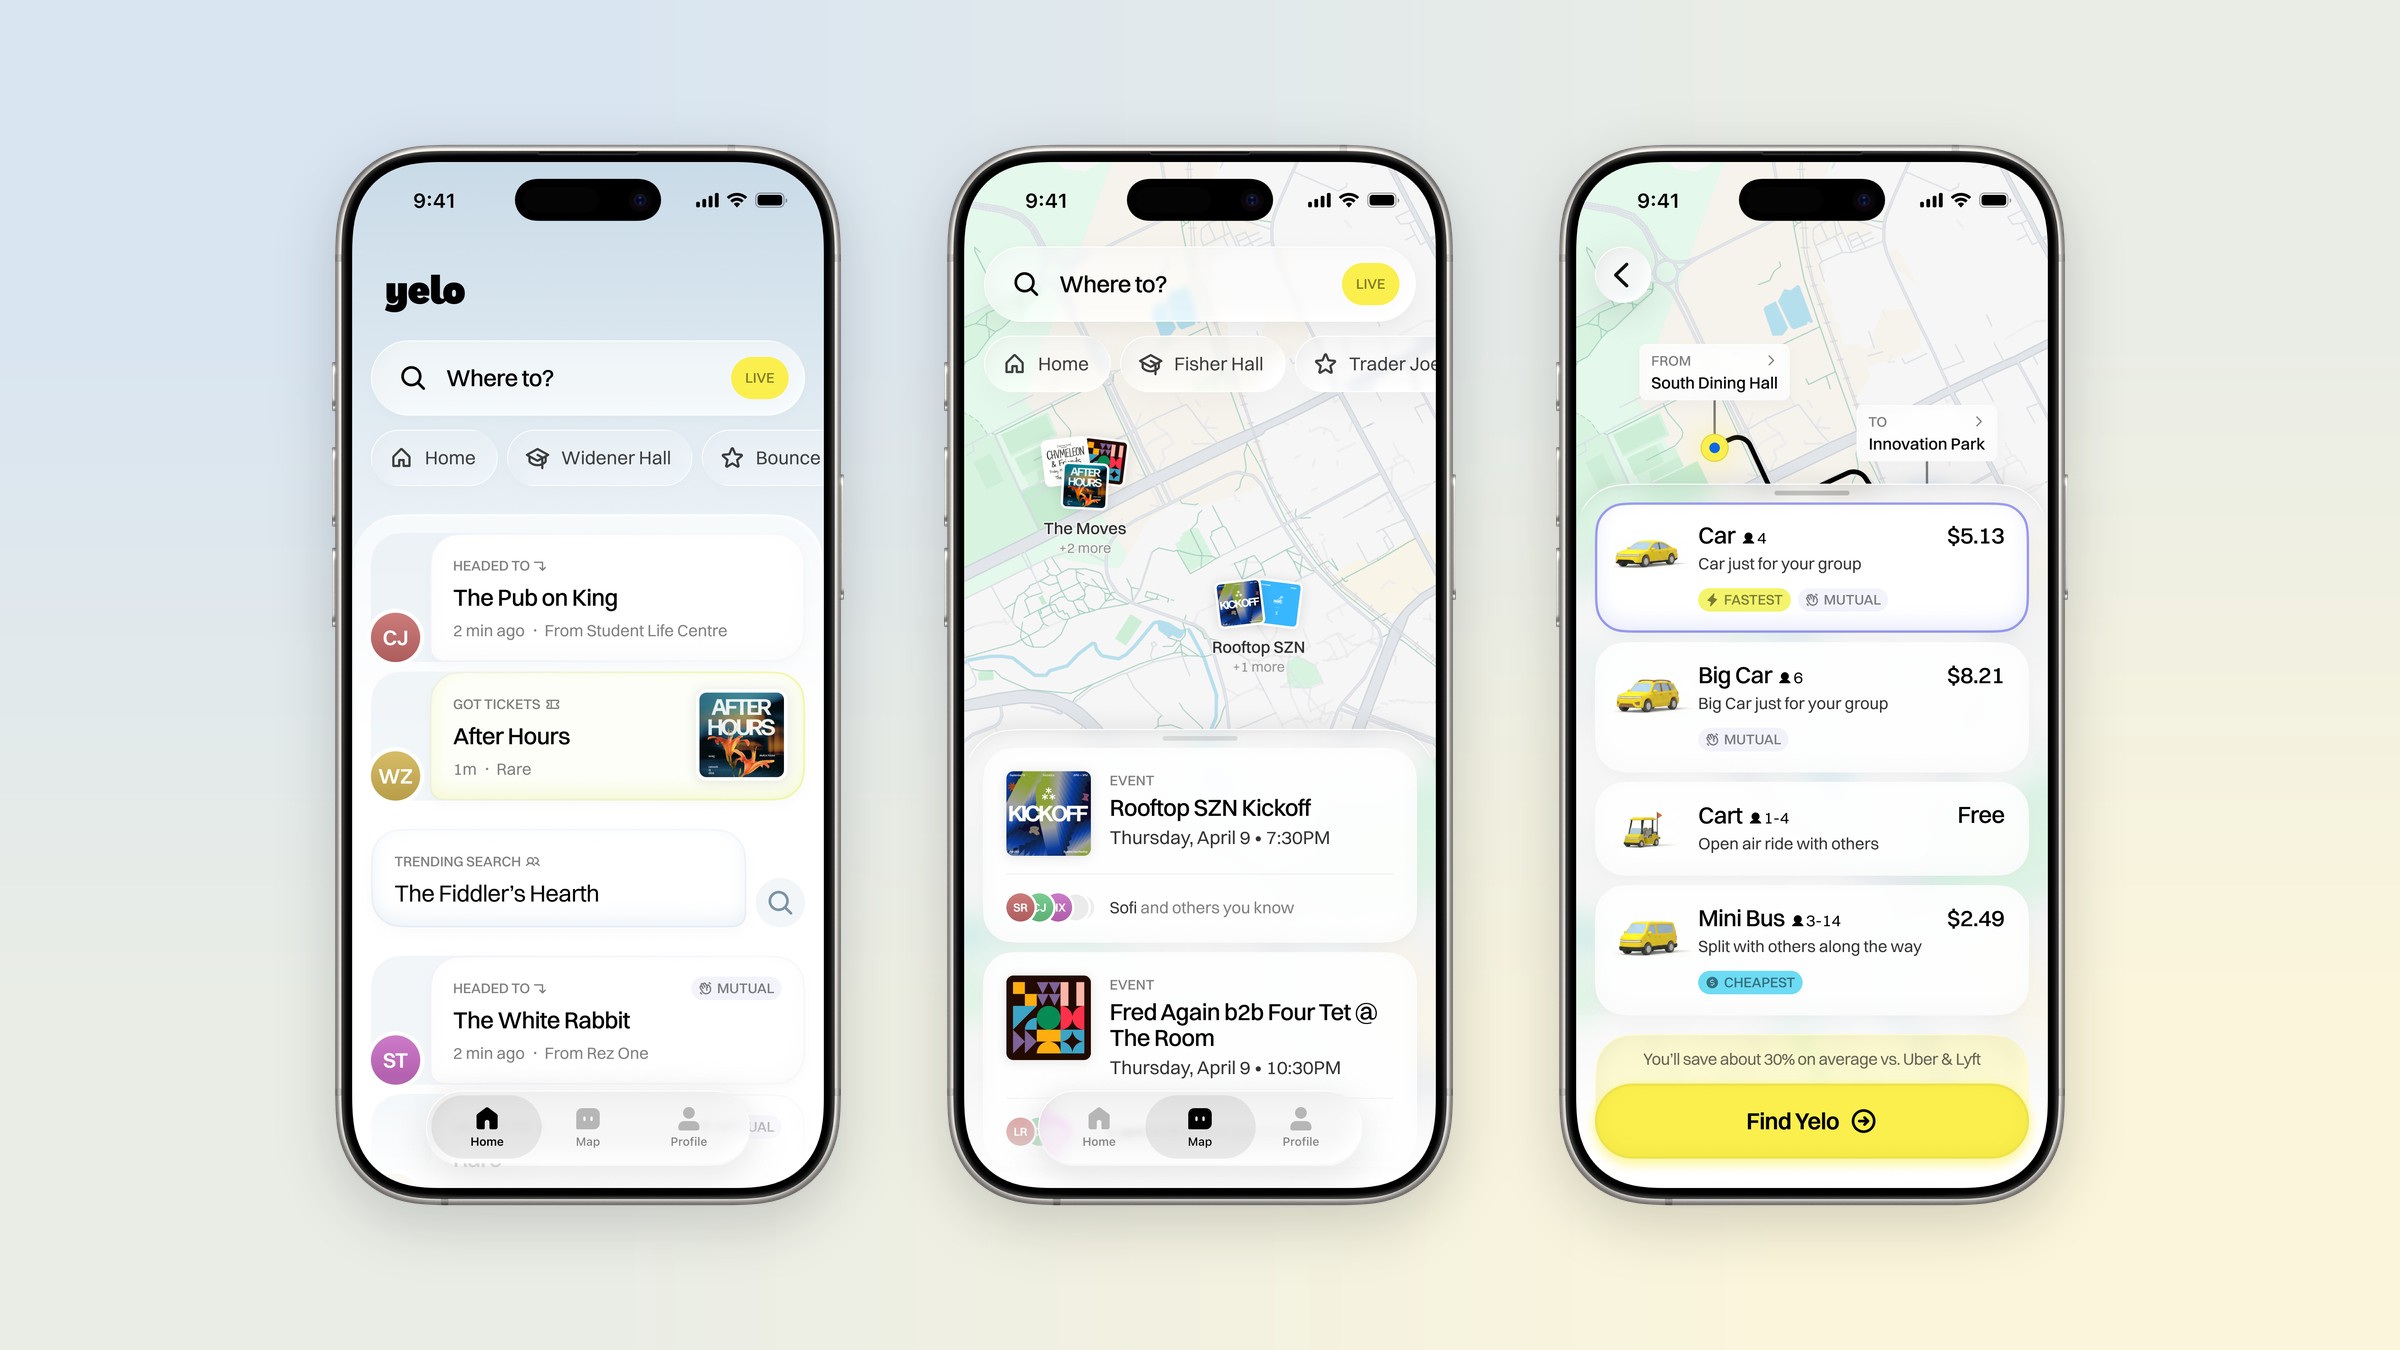 9:41
yelo
Where to?
LIVE
Home
Widener Hall
Bounce
HEADED TO
The Pub on King
2 min ago · From Student Life Centre
CJ
GOT TICKETS
After Hours
1m · Rare
AFTER
HOURS
WZ
TRENDING SEARCH
The Fiddler's Hearth
HEADED TO
MUTUAL
The White Rabbit
2 min ago · From Rez One
ST
Home
Map
Profile
9:41
Where to?
LIVE
Home
Fisher Hall
Trader Joe
CHVMELEON
& Friends
AFTER
HOURS
The Moves
+2 more
KICKOFF
Rooftop SZN
+1 more
KICKOFF
EVENT
Rooftop SZN Kickoff
Thursday, April 9 • 7:30PM
SR
CJ
Sofi and others you know
EVENT
Fred Again b2b Four Tet @
The Room
Thursday, April 9 • 10:30PM
LR
Home
Map
Profile
9:41
FROM
South Dining Hall
TO
Innovation Park
Car 4
$5.13
Car just for your group
FASTEST
MUTUAL
Big Car 6
$8.21
Big Car just for your group
MUTUAL
Cart 1-4
Free
Open air ride with others
Mini Bus 3-14
$2.49
Split with others along the way
CHEAPEST
You'll save about 30% on average vs. Uber & Lyft
Find Yelo